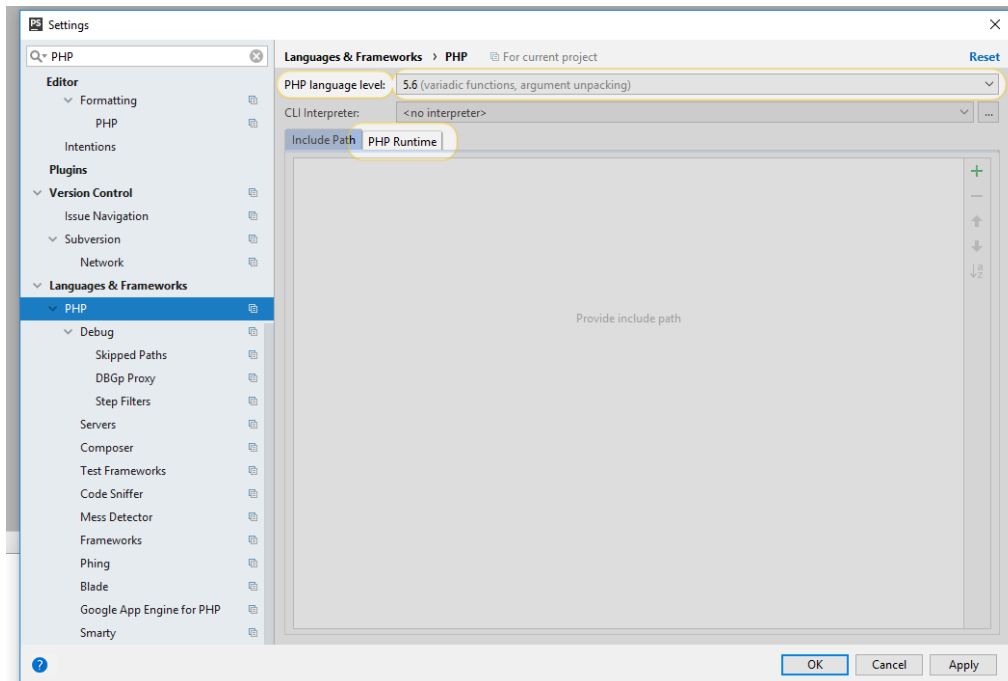 PS Settings
PHP
Editor
Formatting
PHP
Intentions
Plugins
Version Control
Issue Navigation
Subversion
Network
Languages & Frameworks
PHP
Debug
Skipped Paths
DBGp Proxy
Step Filters
Servers
Composer
Test Frameworks
Code Sniffer
Mess Detector
Frameworks
Phing
Blade
Google App Engine for PHP
Smarty
Languages & Frameworks › PHP For current project Reset
PHP language level: 5.6 (variadic functions, argument unpacking)
CLI Interpreter: <no interpreter> ...
Include Path PHP Runtime
Provide include path
? OK Cancel Apply